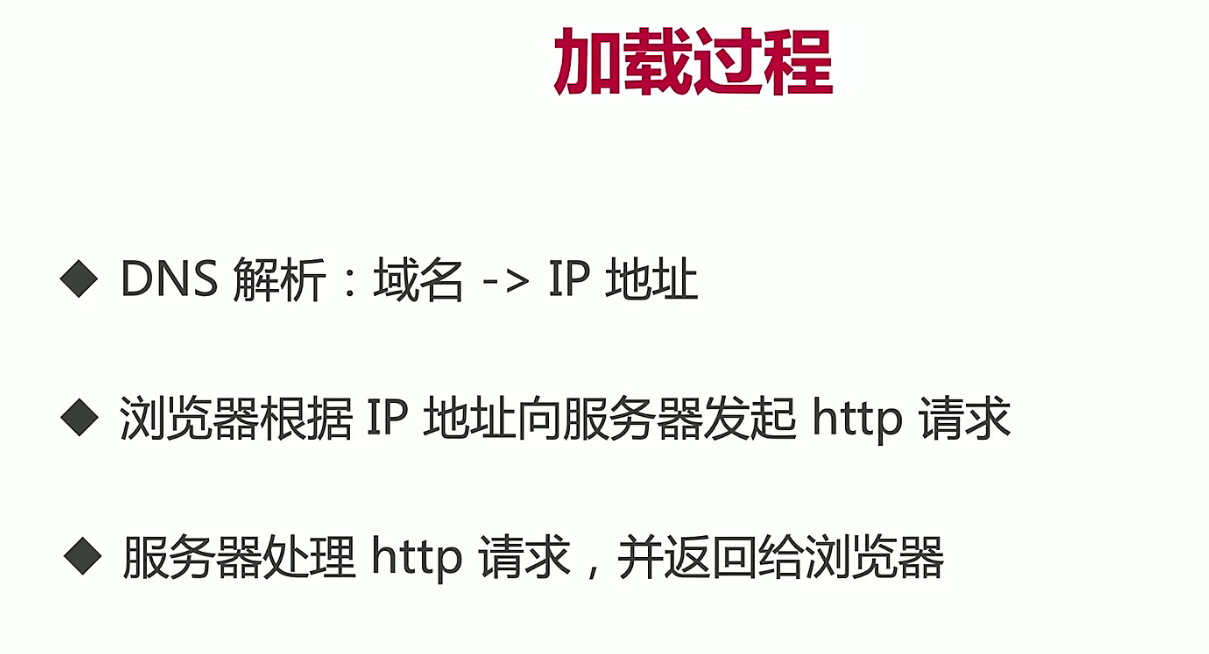 加载过程
◆ DNS 解析：域名 -> IP 地址
◆ 浏览器根据 IP 地址向服务器发起 http 请求
◆ 服务器处理 http 请求，并返回给浏览器